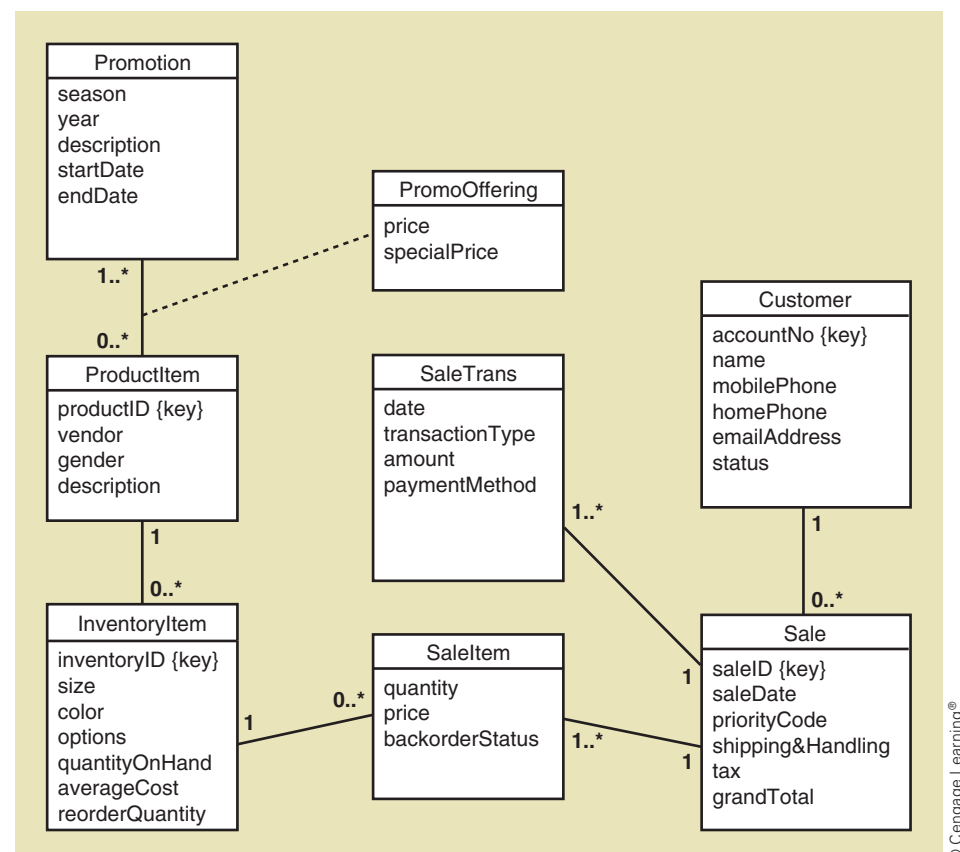 Promotion
season
year
description
startDate
endDate
1..*
0..*
PromoOffering
price
specialPrice
ProductItem
productID {key}
vendor
gender
description
1
0..*
SaleTrans
date
transactionType
amount
paymentMethod
1..*
1
Customer
accountNo {key}
name
mobilePhone
homePhone
emailAddress
status
1
0..*
InventoryItem
inventoryID {key}
size
color
options
quantityOnHand
averageCost
reorderQuantity
1
0..*
SaleItem
quantity
price
backorderStatus
1..*
1
Sale
saleID {key}
saleDate
priorityCode
shipping&Handling
tax
grandTotal
© Cengage Learning®